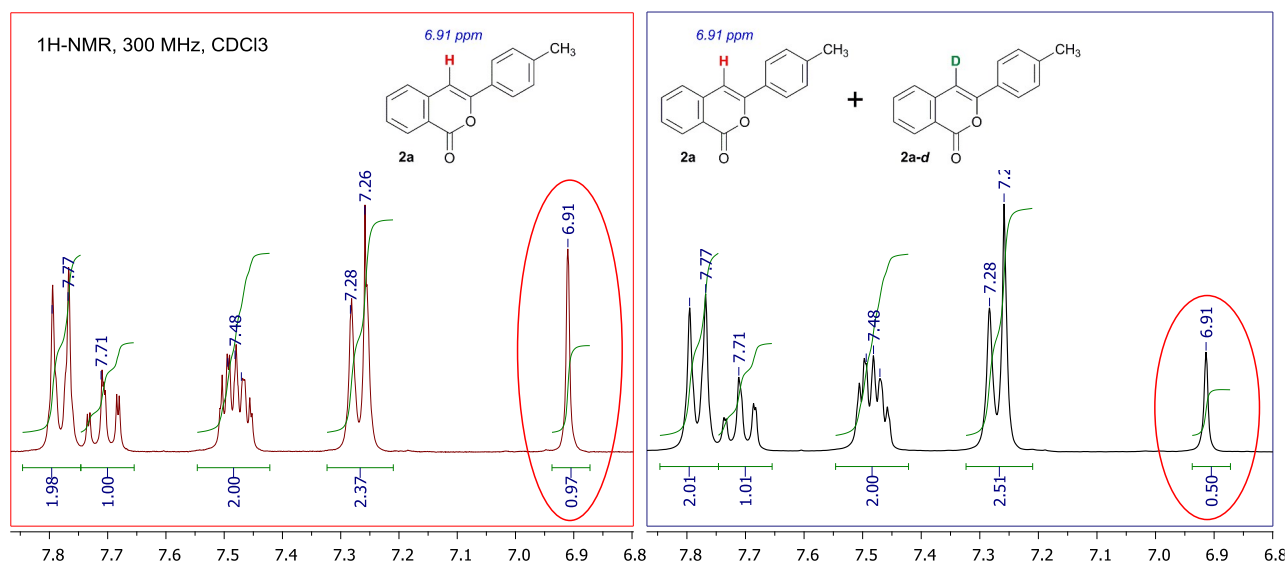 1H-NMR, 300 MHz, CDCl3
6.91 ppm
H
CH3
O
O
2a
7.77
7.71
7.48
7.28
7.26
6.91
1.98
1.00
2.00
2.37
0.97
7.8 7.7 7.6 7.5 7.4 7.3 7.2 7.1 7.0 6.9 6.8
6.91 ppm
H
CH3
O
O
2a
+
D
CH3
O
O
2a-d
7.77
7.71
7.48
7.28
7.2
6.91
2.01
1.01
2.00
2.51
0.50
7.8 7.7 7.6 7.5 7.4 7.3 7.2 7.1 7.0 6.9 6.8